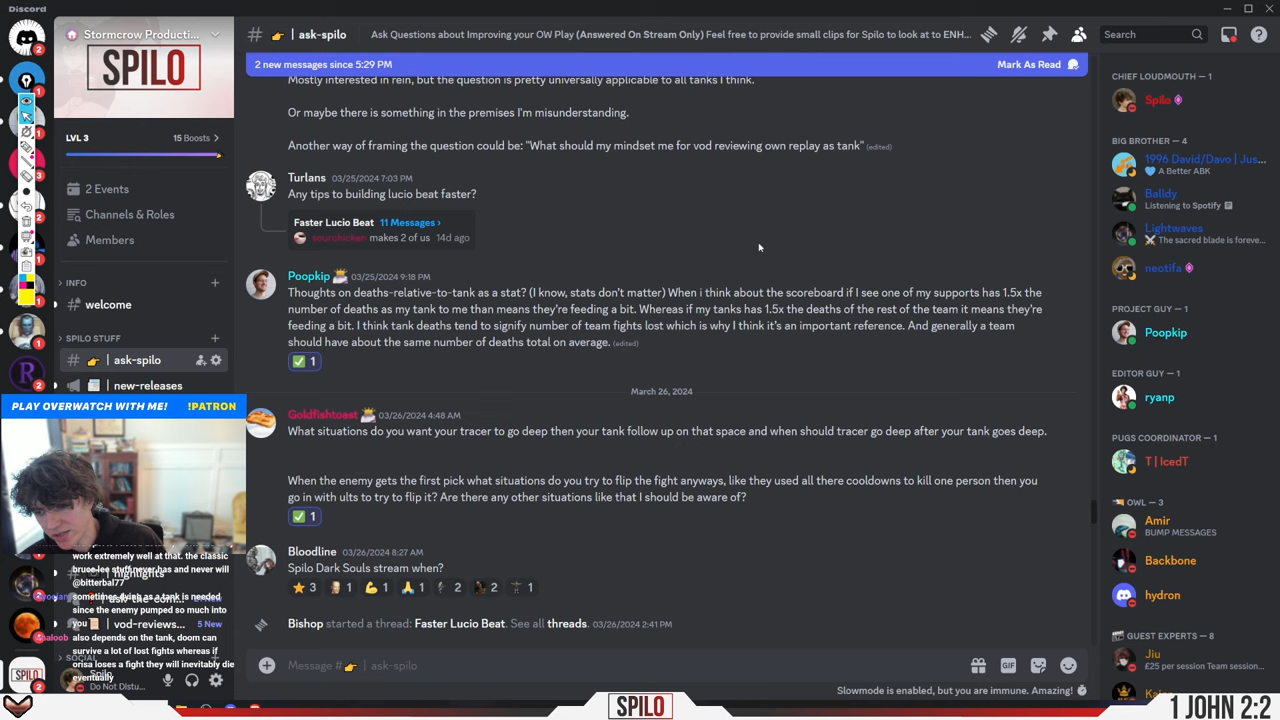 Discord
Stormcrow Producti...
# 👉 | ask-spilo
Ask Questions about Improving your OW Play (Answered On Stream Only) Feel free to provide small clips for Spilo to look at to ENH...
Search
SPILO
2 new messages since 5:29 PM
Mark As Read
LVL 3
15 Boosts
2 Events
Channels & Roles
Members
INFO
welcome
SPILO STUFF
👉 | ask-spilo
| new-releases
PLAY OVERWATCH WITH ME!
!PATRON
Mostly interested in rein, but the question is pretty universally applicable to all tanks I think.
Or maybe there is something in the premises I'm misunderstanding.
Another way of framing the question could be: "What should my mindset me for vod reviewing own replay as tank" (edited)
Turlans 03/25/2024 7:03 PM
Any tips to building lucio beat faster?
Faster Lucio Beat 11 Messages ›
sourchicken makes 2 of us 14d ago
Poopkip 03/25/2024 9:18 PM
Thoughts on deaths-relative-to-tank as a stat? (I know, stats don't matter) When i think about the scoreboard if I see one of my supports has 1.5x the
number of deaths as my tank to me than means they're feeding a bit. Whereas if my tanks has 1.5x the deaths of the rest of the team it means they're
feeding a bit. I think tank deaths tend to signify number of team fights lost which is why I think it's an important reference. And generally a team
should have about the same number of deaths total on average. (edited)
✅ 1
March 26, 2024
Goldfishtoast 03/26/2024 4:48 AM
What situations do you want your tracer to go deep then your tank follow up on that space and when should tracer go deep after your tank goes deep.
When the enemy gets the first pick what situations do you try to flip the fight anyways, like they used all there cooldowns to kill one person then you
go in with ults to try to flip it? Are there any other situations like that I should be aware of?
✅ 1
Bloodline 03/26/2024 8:27 AM
Spilo Dark Souls stream when?
3 1 1 1 2 2 1
Bishop started a thread: Faster Lucio Beat. See all threads. 03/26/2024 2:41 PM
Message # 👉 | ask-spilo
GIF
Slowmode is enabled, but you are immune. Amazing!
work extremely well at that. the classic
bruce lee stuff never has and never will
highlights
@bitterbal77
sometimes dying as a tank is needed
since the enemy pumped so much into
you
vod-reviews...
5 New
also depends on the tank, doom can
survive a lot of lost fights whereas if
orisa loses a fight they will inevitably die
eventually
SOCIAL
Spilo
Do Not Distu...
CHIEF LOUDMOUTH — 1
Spilo
BIG BROTHER — 4
1996 David/Davo | Jus...
A Better ABK
Balldy
Listening to Spotify
Lightwaves
The sacred blade is foreve...
neotifa
PROJECT GUY — 1
Poopkip
EDITOR GUY — 1
ryanp
PUGS COORDINATOR — 1
T | IcedT
OWL — 3
Amir
BUMP MESSAGES
Backbone
hydron
GUEST EXPERTS — 8
Jiu
£25 per session Team session...
SPILO
SPILO
1 JOHN 2:2